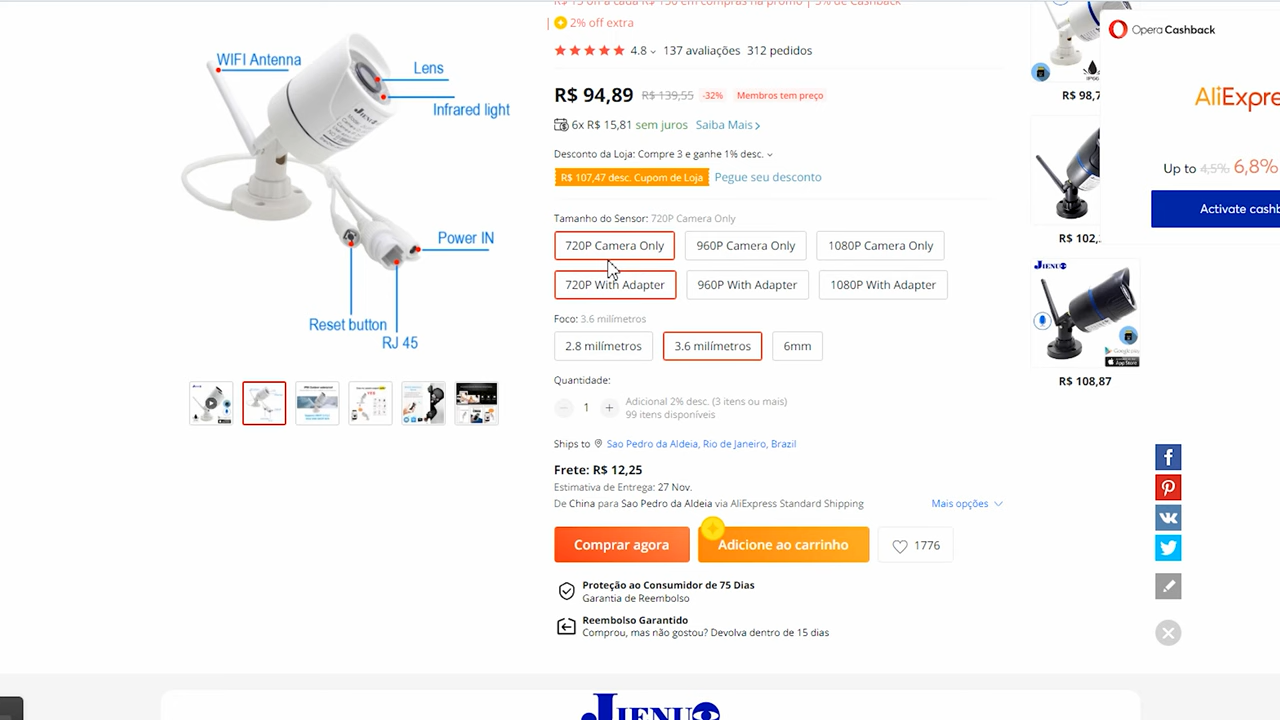 2% off extra
4.8
137 avaliações
312 pedidos
R$ 94,89
R$ 139,55
-32%
Membros tem preço
6x R$ 15,81 sem juros
Saiba Mais
Desconto da Loja: Compre 3 e ganhe 1% desc.
R$ 107,47 desc. Cupom de Loja
Pegue seu desconto
Tamanho do Sensor: 720P Camera Only
720P Camera Only
960P Camera Only
1080P Camera Only
720P With Adapter
960P With Adapter
1080P With Adapter
Foco: 3.6 milímetros
2.8 milímetros
3.6 milímetros
6mm
Quantidade:
1
Adicional 2% desc. (3 itens ou mais)
99 itens disponíveis
Ships to
Sao Pedro da Aldeia, Rio de Janeiro, Brazil
Frete: R$ 12,25
Estimativa de Entrega: 27 Nov.
De China para Sao Pedro da Aldeia via AliExpress Standard Shipping
Mais opções
Comprar agora
Adicione ao carrinho
1776
Proteção ao Consumidor de 75 Dias
Garantia de Reembolso
Reembolso Garantido
Comprou, mas não gostou? Devolva dentro de 15 dias
WIFI Antenna
Lens
Infrared light
JIENUO
Power IN
Reset button
RJ 45
R$ 98,7
R$ 102,
JIENUO
R$ 108,87
Opera Cashback
AliExpre
Up to 4,5% 6,8%
Activate cashb
JIENUO